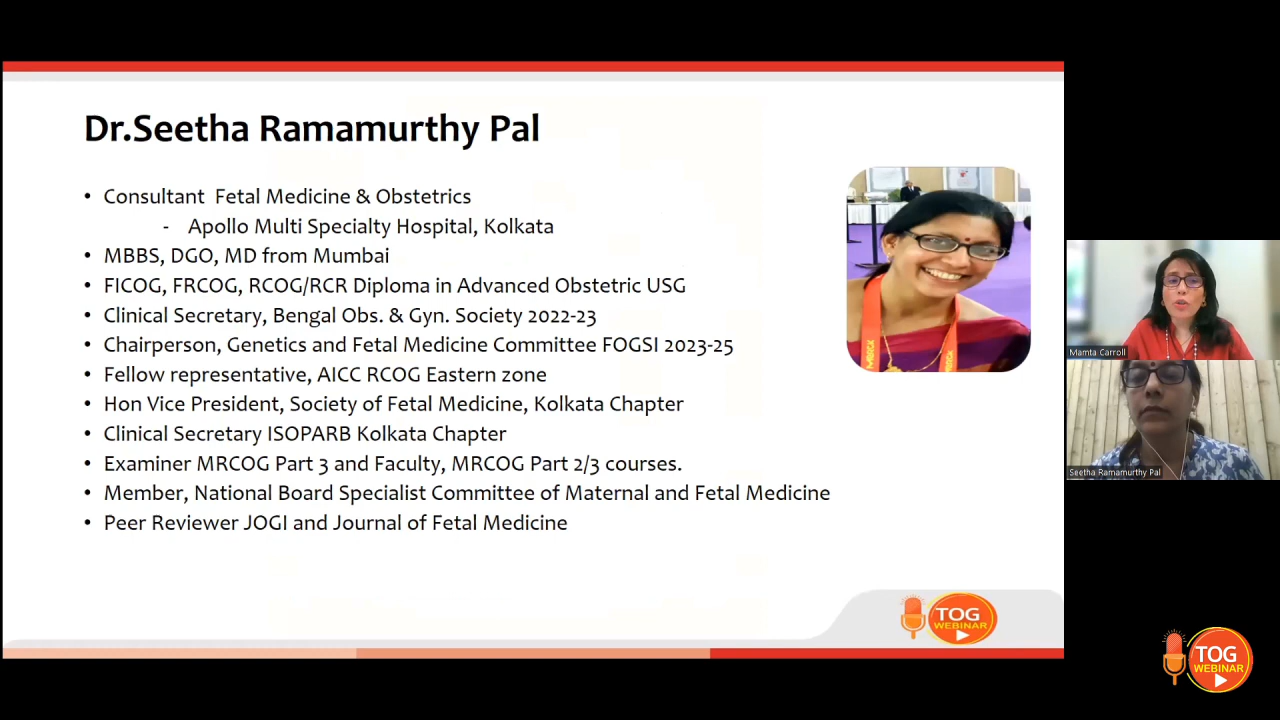 Dr.Seetha Ramamurthy Pal
• Consultant Fetal Medicine & Obstetrics
- Apollo Multi Specialty Hospital, Kolkata
• MBBS, DGO, MD from Mumbai
• FICOG, FRCOG, RCOG/RCR Diploma in Advanced Obstetric USG
• Clinical Secretary, Bengal Obs. & Gyn. Society 2022-23
• Chairperson, Genetics and Fetal Medicine Committee FOGSI 2023-25
• Fellow representative, AICC RCOG Eastern zone
• Hon Vice President, Society of Fetal Medicine, Kolkata Chapter
• Clinical Secretary ISOPARB Kolkata Chapter
• Examiner MRCOG Part 3 and Faculty, MRCOG Part 2/3 courses.
• Member, National Board Specialist Committee of Maternal and Fetal Medicine
• Peer Reviewer JOGI and Journal of Fetal Medicine
TOG
WEBINAR
Mamta Carroll
Seetha Ramamurthy Pal
TOG
WEBINAR